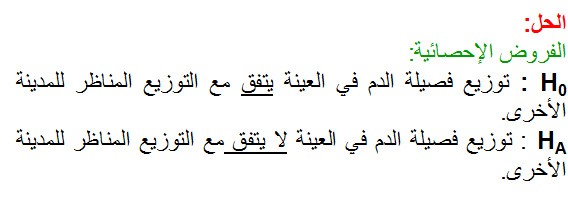 الحل:
الفروض الإحصائية:
H0 : توزيع فصيلة الدم في العينة يتفق مع التوزيع المناظر للمدينة
الأخرى.
HA : توزيع فصيلة الدم في العينة لا يتفق مع التوزيع المناظر للمدينة
الأخرى.